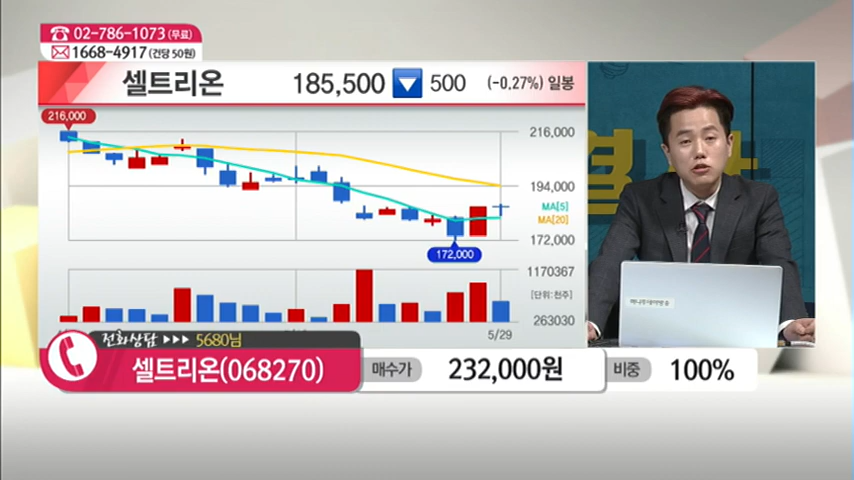 02-786-1073 (무료)
1668-4917 (건당 50원)
셀트리온 185,500 500 (-0.27%) 일봉
216,000
216,000
194,000
MA[5]
MA[20]
172,000
172,000
1170367
[단위:천주]
263030
5/29
전화상담 5680님
셀트리온(068270) 매수가 232,000원 비중 100%